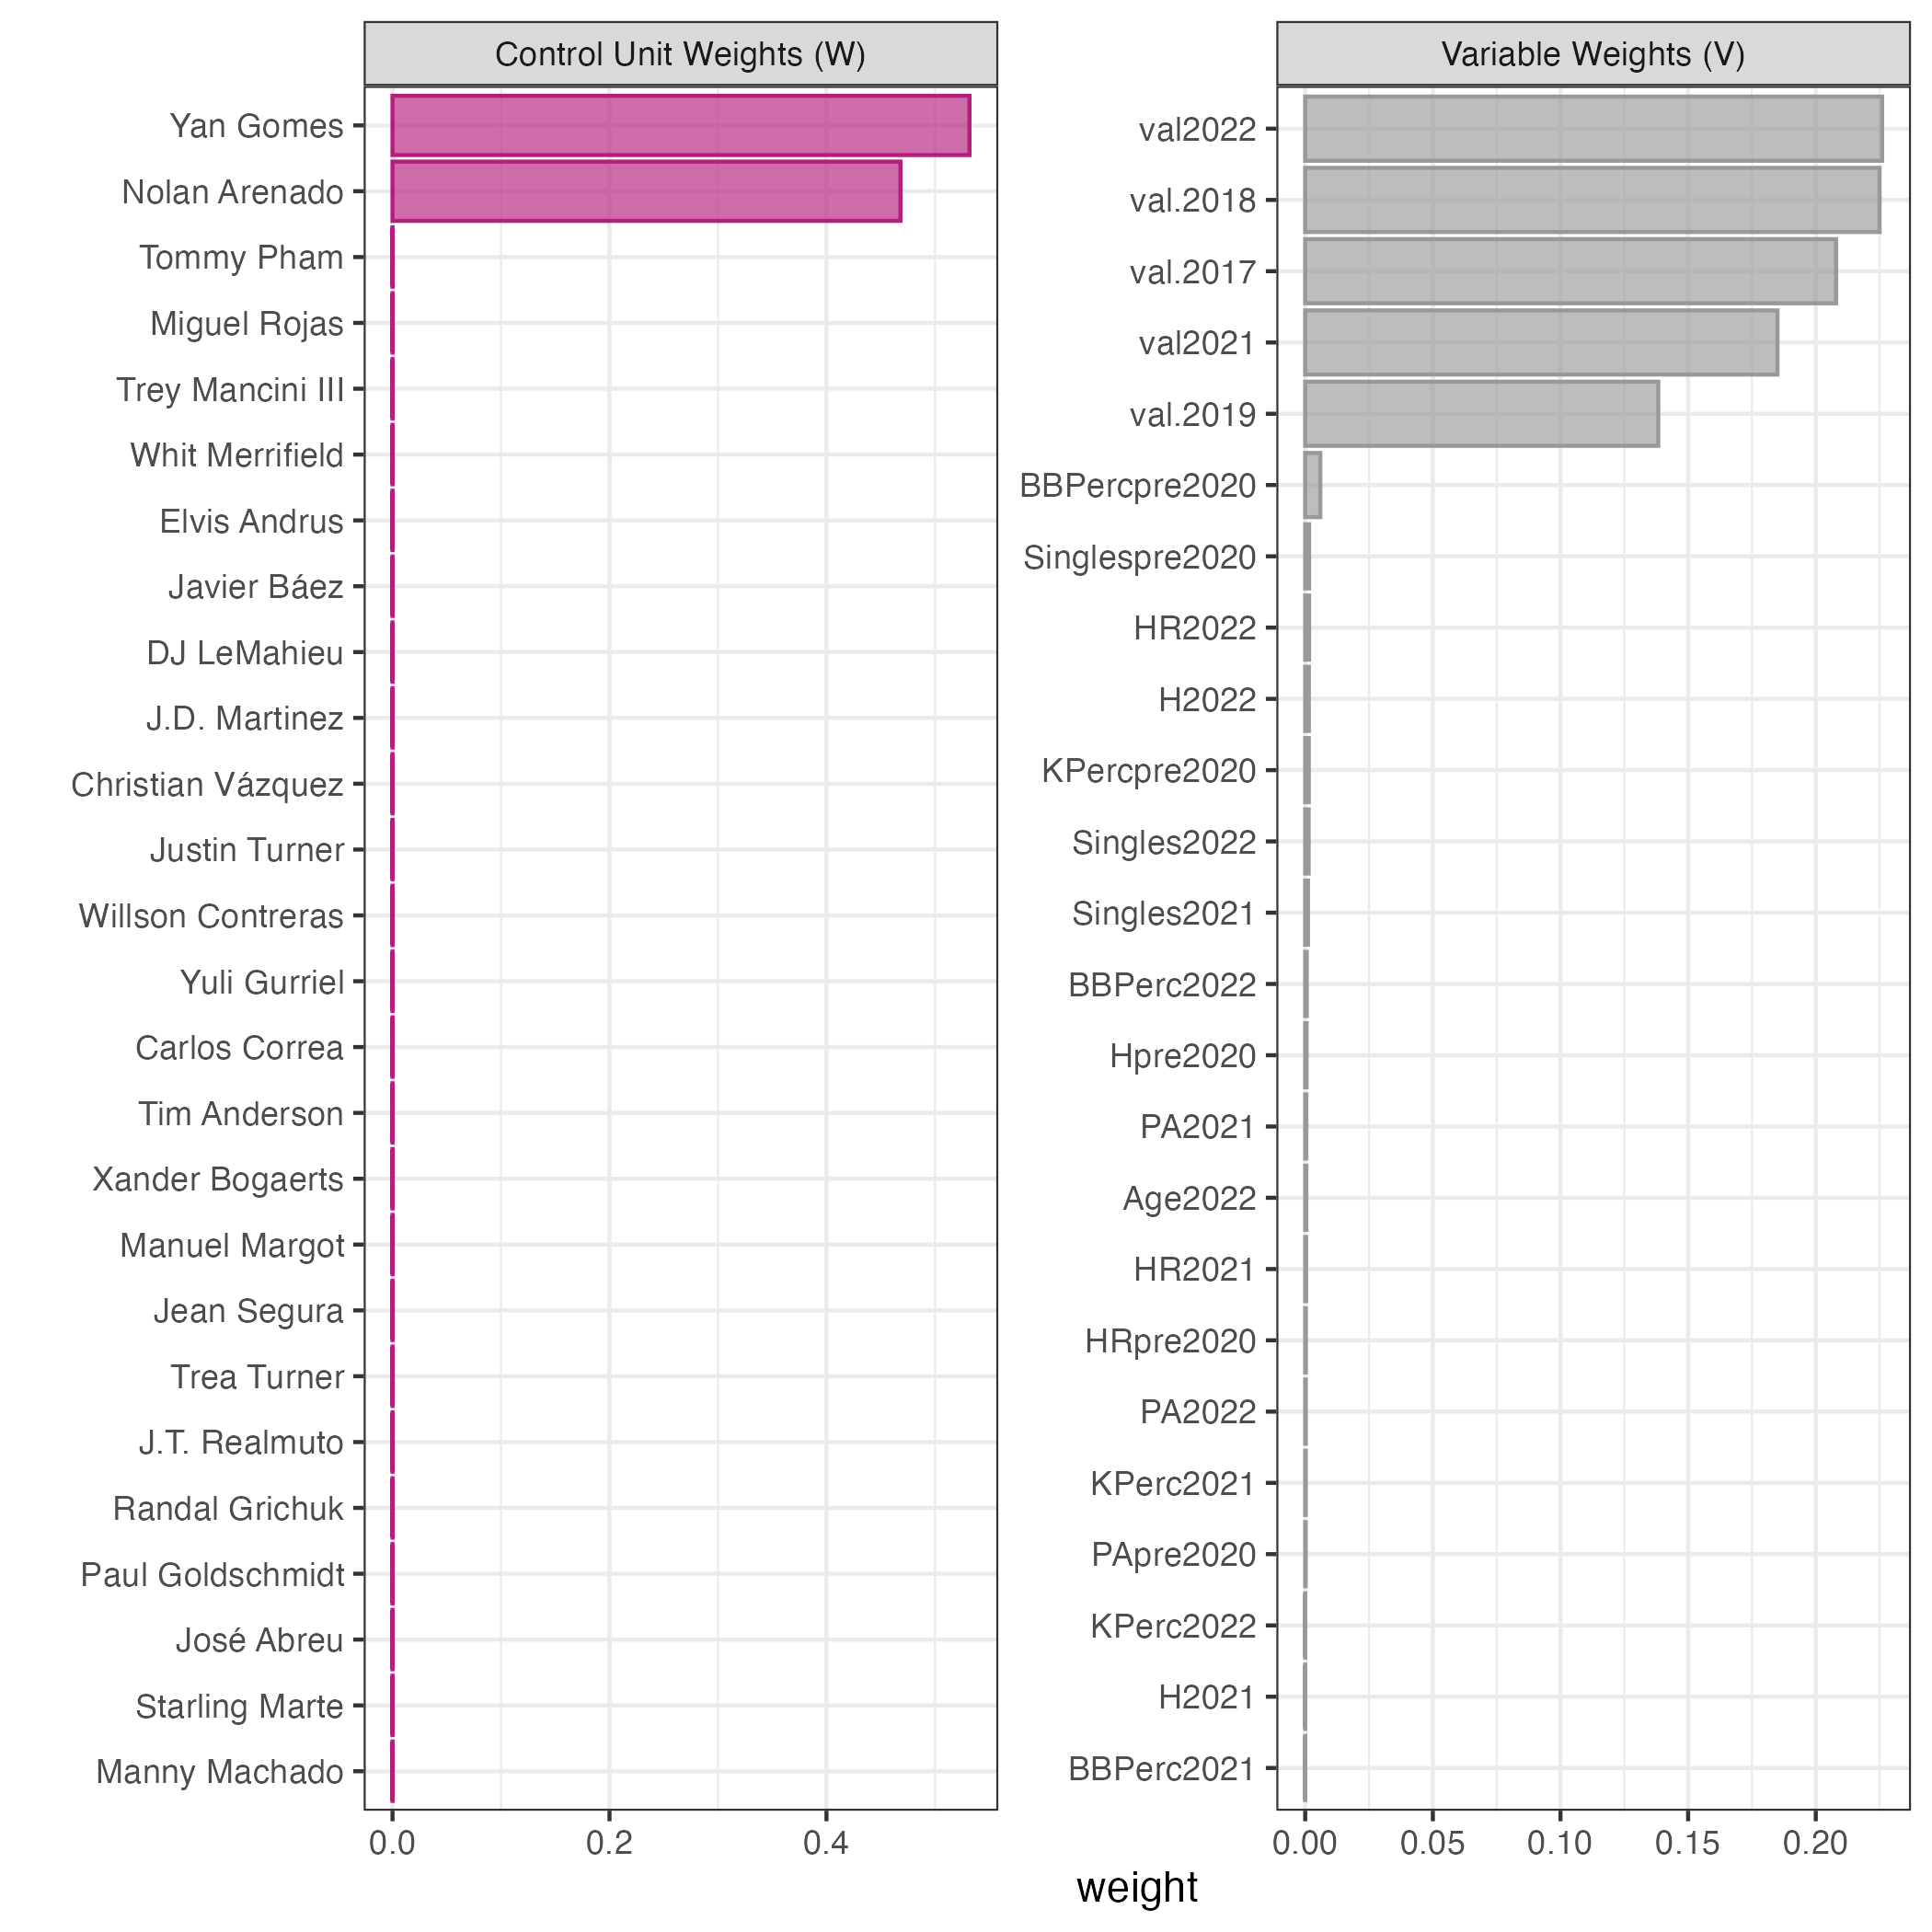 Control Unit Weights (W)
Yan Gomes
Nolan Arenado
Tommy Pham
Miguel Rojas
Trey Mancini III
Whit Merrifield
Elvis Andrus
Javier Báez
DJ LeMahieu
J.D. Martinez
Christian Vázquez
Justin Turner
Willson Contreras
Yuli Gurriel
Carlos Correa
Tim Anderson
Xander Bogaerts
Manuel Margot
Jean Segura
Trea Turner
J.T. Realmuto
Randal Grichuk
Paul Goldschmidt
José Abreu
Starling Marte
Manny Machado
0.0 0.2 0.4
Variable Weights (V)
val2022
val.2018
val.2017
val2021
val.2019
BBPercpre2020
Singlespre2020
HR2022
H2022
KPercpre2020
Singles2022
Singles2021
BBPerc2022
Hpre2020
PA2021
Age2022
HR2021
HRpre2020
PA2022
KPerc2021
PApre2020
KPerc2022
H2021
BBPerc2021
0.00 0.05 0.10 0.15 0.20
weight